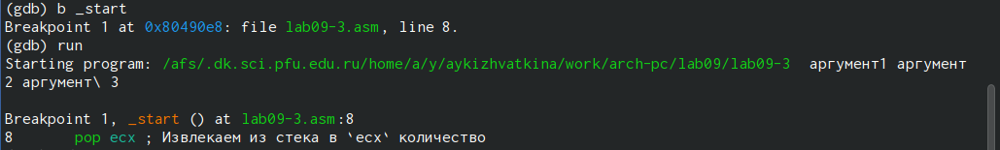 (gdb) b _start
Breakpoint 1 at 0x80490e8: file lab09-3.asm, line 8.
(gdb) run
Starting program: /afs/.dk.sci.pfu.edu.ru/home/a/y/aykizhvatkina/work/arch-pc/lab09/lab09-3  аргумент1 аргумент
2 аргумент\ 3
Breakpoint 1, _start () at lab09-3.asm:8
8       pop ecx ; Извлекаем из стека в `ecx` количество